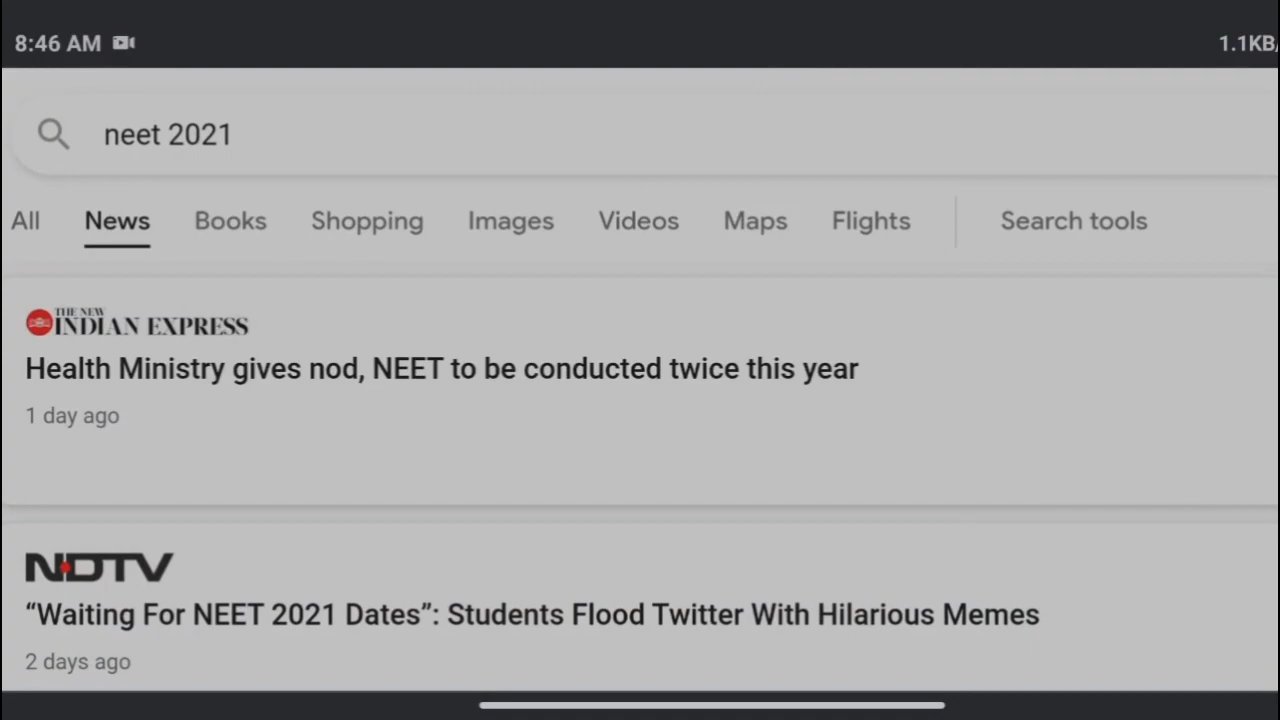 8:46 AM 1.1KB/
neet 2021
All News Books Shopping Images Videos Maps Flights Search tools
THE NEW
INDIAN EXPRESS
Health Ministry gives nod, NEET to be conducted twice this year
1 day ago
NDTV
“Waiting For NEET 2021 Dates”: Students Flood Twitter With Hilarious Memes
2 days ago